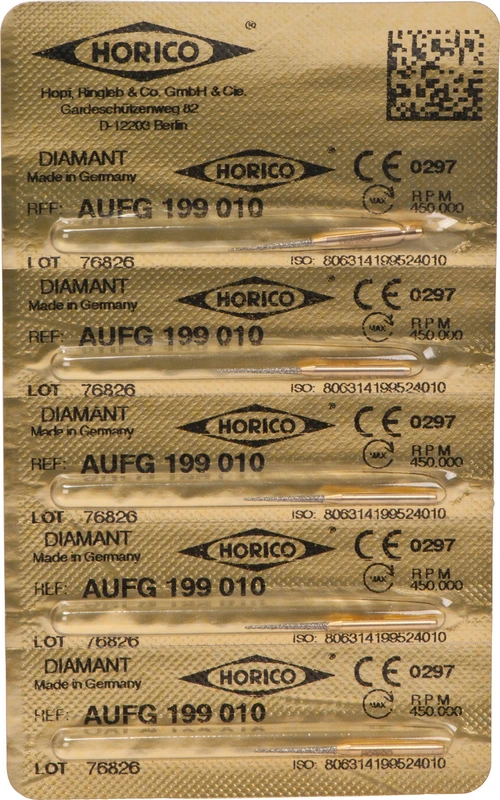 HORICO ®
Hopf, Ringleb & Co. GmbH & Cie.
Gardeschützenweg 82
D-12203 Berlin
DIAMANT HORICO ® CE 0297
Made in Germany
REF: AUFG 199 010 MAX RPM 450.000
LOT 76826 ISO: 806314199524010
DIAMANT HORICO ® CE 0297
Made in Germany
REF: AUFG 199 010 MAX RPM 450.000
LOT 76826 ISO: 806314199524010
DIAMANT HORICO ® CE 0297
Made in Germany
REF: AUFG 199 010 MAX RPM 450.000
LOT 76826 ISO: 806314199524010
DIAMANT HORICO ® CE 0297
Made in Germany
REF: AUFG 199 010 MAX RPM 450.000
LOT 76826 ISO: 806314199524010
DIAMANT HORICO ® CE 0297
Made in Germany
REF: AUFG 199 010 MAX RPM 450.000
LOT 76826 ISO: 806314199524010